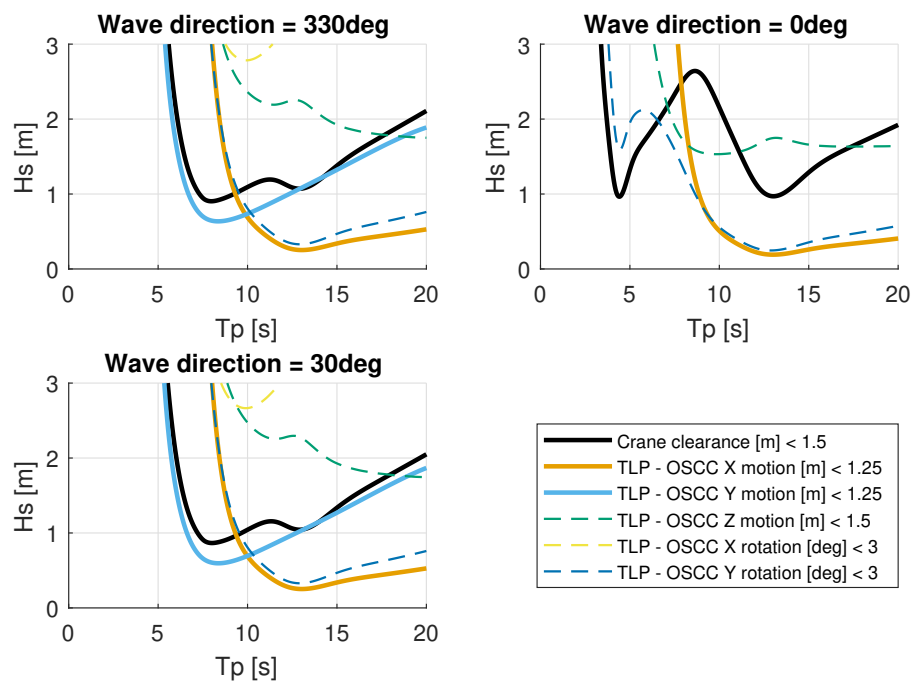 Wave direction = 330deg
3
2
1
0
Hs [m]
0 5 10 15 20
Tp [s]
Wave direction = 0deg
3
2
1
0
Hs [m]
0 5 10 15 20
Tp [s]
Wave direction = 30deg
3
2
1
0
Hs [m]
0 5 10 15 20
Tp [s]
Crane clearance [m] < 1.5
TLP - OSCC X motion [m] < 1.25
TLP - OSCC Y motion [m] < 1.25
TLP - OSCC Z motion [m] < 1.5
TLP - OSCC X rotation [deg] < 3
TLP - OSCC Y rotation [deg] < 3